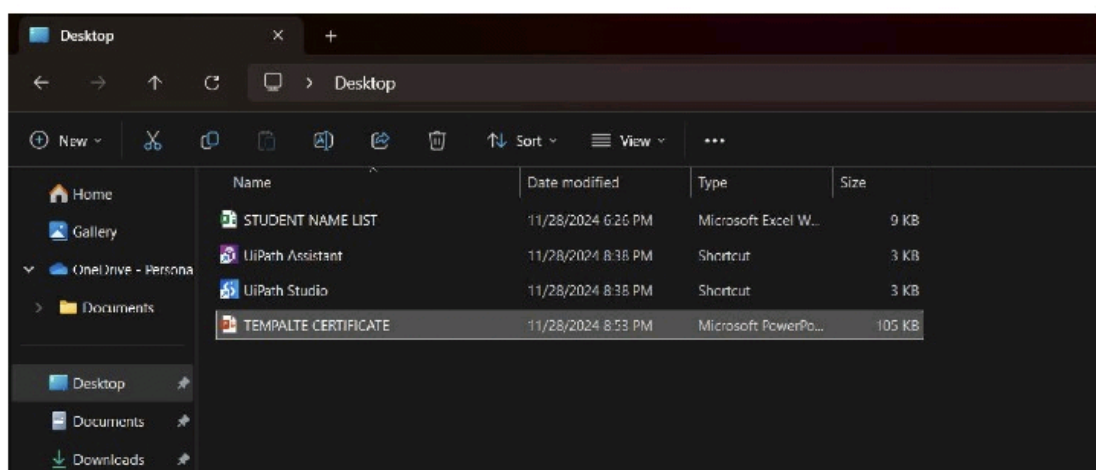 Desktop
Desktop
New Sort View
Name Date modified Type Size
Home
Gallery
OneDrive - Persona
Documents
Desktop
Documents
Downloads
STUDENT NAME LIST 11/28/2024 6:26 PM Microsoft Excel W... 9 KB
UiPath Assistant 11/28/2024 8:38 PM Shortcut 3 KB
UiPath Studio 11/28/2024 8:38 PM Shortcut 3 KB
TEMPALTE CERTIFICATE 11/28/2024 8:53 PM Microsoft PowerPo... 105 KB